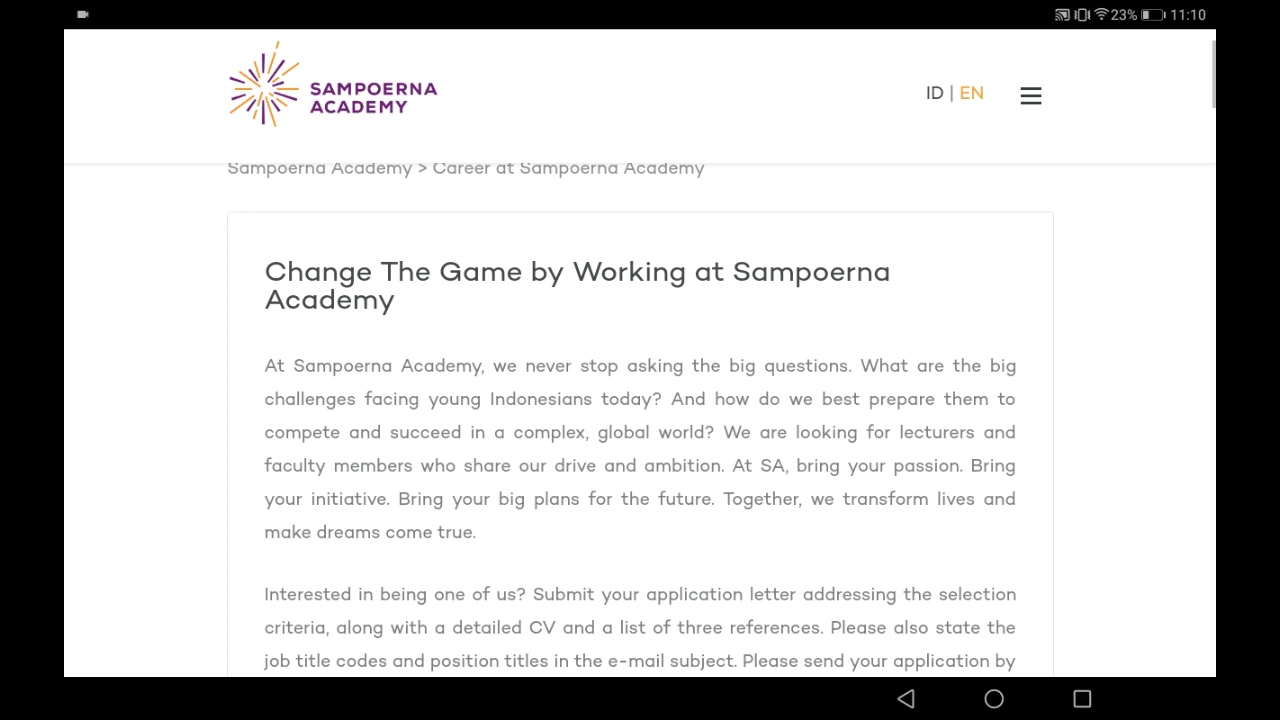 23% 11:10
SAMPOERNA
ACADEMY
ID | EN
Sampoerna Academy > Career at Sampoerna Academy
Change The Game by Working at Sampoerna
Academy
At Sampoerna Academy, we never stop asking the big questions. What are the big
challenges facing young Indonesians today? And how do we best prepare them to
compete and succeed in a complex, global world? We are looking for lecturers and
faculty members who share our drive and ambition. At SA, bring your passion. Bring
your initiative. Bring your big plans for the future. Together, we transform lives and
make dreams come true.
Interested in being one of us? Submit your application letter addressing the selection
criteria, along with a detailed CV and a list of three references. Please also state the
job title codes and position titles in the e-mail subject. Please send your application by